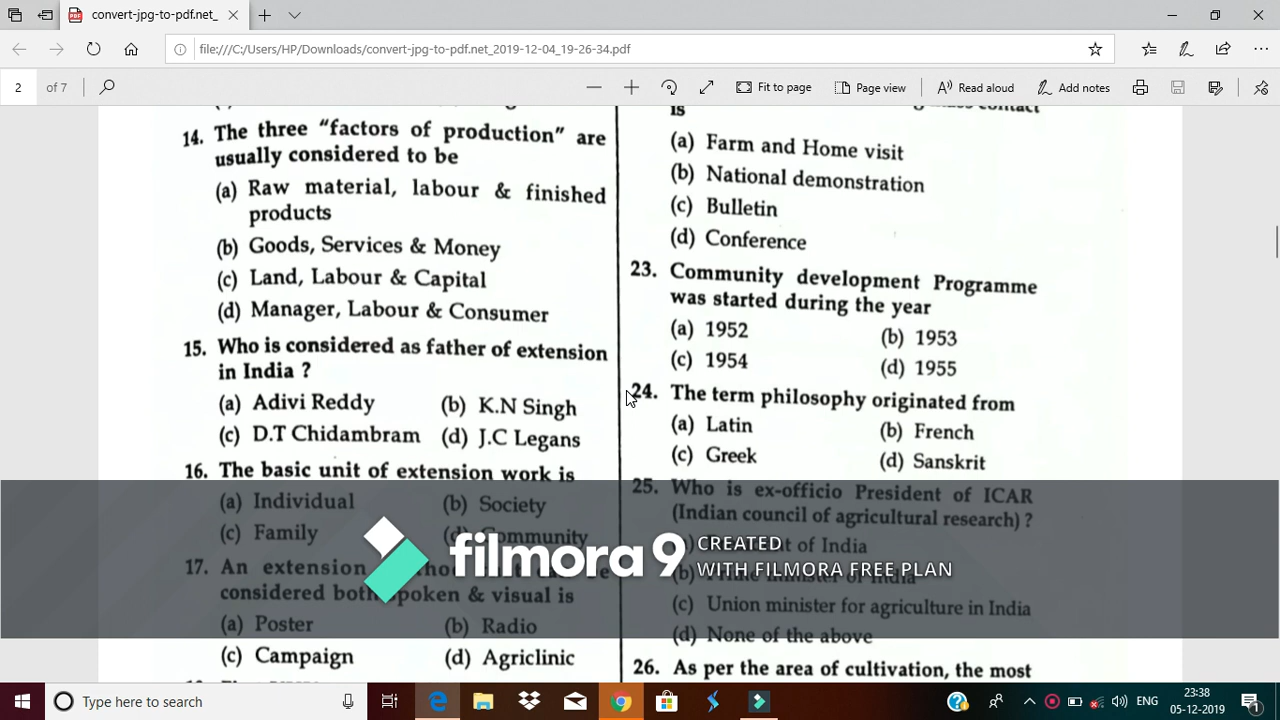 convert-jpg-to-pdf.net_
file:///C:/Users/HP/Downloads/convert-jpg-to-pdf.net_2019-12-04_19-26-34.pdf
2 of 7
Fit to page
Page view
Read aloud
Add notes
14. The three “factors of production” are
usually considered to be
(a) Raw material, labour & finished
products
(b) Goods, Services & Money
(c) Land, Labour & Capital
(d) Manager, Labour & Consumer
15. Who is considered as father of extension
in India ?
(a) Adivi Reddy (b) K.N Singh
(c) D.T Chidambram (d) J.C Legans
16. The basic unit of extension work is
(a) Individual (b) Society
(c) Family (d) Community
17. An extension
considered both spoken & visual is
(a) Poster (b) Radio
(c) Campaign (d) Agriclinic
contact
is
(a) Farm and Home visit
(b) National demonstration
(c) Bulletin
(d) Conference
23. Community development Programme
was started during the year
(a) 1952 (b) 1953
(c) 1954 (d) 1955
24. The term philosophy originated from
(a) Latin (b) French
(c) Greek (d) Sanskrit
25. Who is ex-officio President of ICAR
(Indian council of agricultural research) ?
of India
(b) Prime minister of India
(c) Union minister for agriculture in India
(d) None of the above
26. As per the area of cultivation, the most
filmora 9
CREATED
WITH FILMORA FREE PLAN
Type here to search
ENG
23:38
05-12-2019